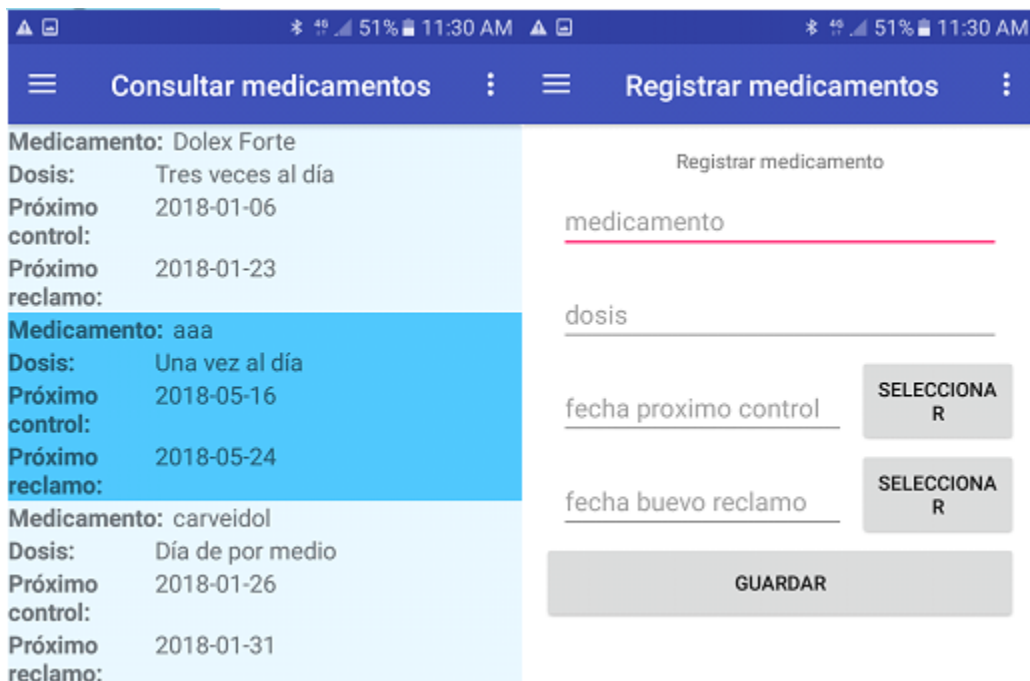 51% 11:30 AM
Consultar medicamentos
Medicamento: Dolex Forte
Dosis: Tres veces al día
Próximo control: 2018-01-06
Próximo reclamo: 2018-01-23
Medicamento: aaa
Dosis: Una vez al día
Próximo control: 2018-05-16
Próximo reclamo: 2018-05-24
Medicamento: carveidol
Dosis: Día de por medio
Próximo control: 2018-01-26
Próximo reclamo: 2018-01-31
51% 11:30 AM
Registrar medicamentos
Registrar medicamento
medicamento
dosis
fecha proximo control
SELECCIONA
R
fecha buevo reclamo
SELECCIONA
R
GUARDAR